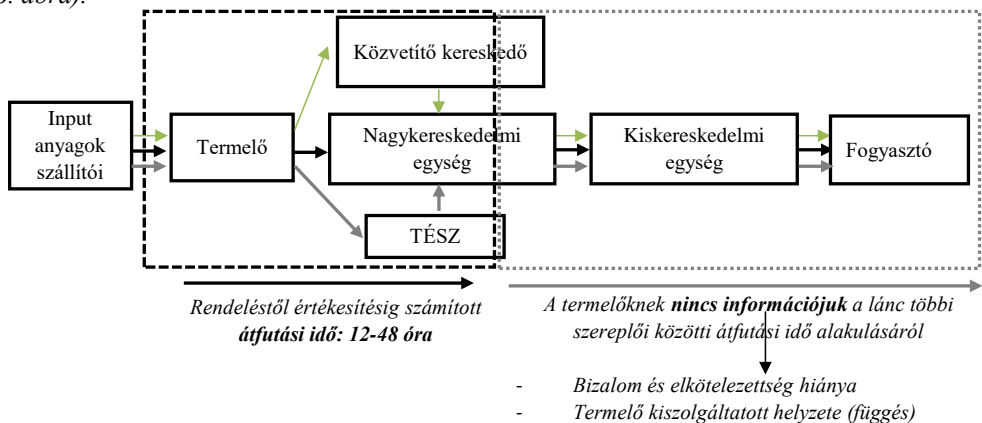 Közvetítő kereskedő
Input
anyagok
szállítói
Termelő
Nagykereskedelmi
egység
Kiskereskedelmi
egység
Fogyasztó
TÉSZ
Rendeléstől értékesítésig számított
átfutási idő: 12-48 óra
A termelőknek nincs információjuk a lánc többi
szereplői közötti átfutási idő alakulásáról
- Bizalom és elkötelezettség hiánya
- Termelő kiszolgáltatott helyzete (függés)